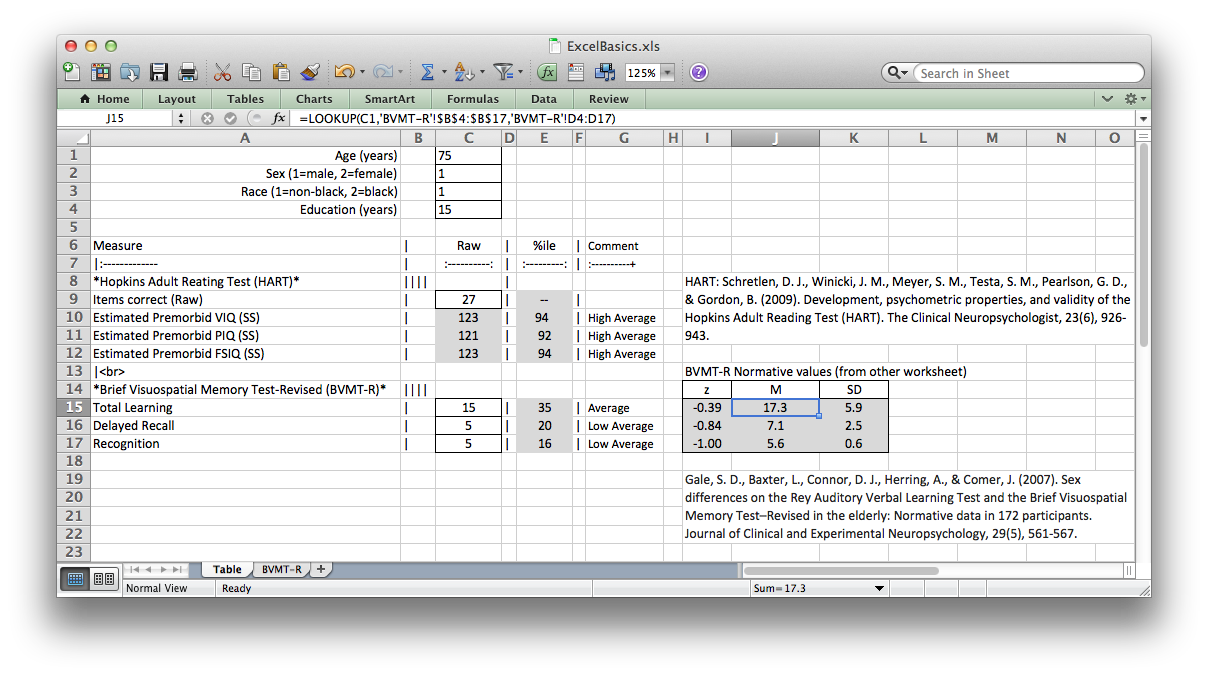 ExcelBasics.xls
125%
Search in Sheet
Home Layout Tables Charts SmartArt Formulas Data Review
J15 fx =LOOKUP(C1,'BVMT-R'!$B$4:$B$17,'BVMT-R'!D4:D17)
A B C D E F G H I J K L M N O
1 Age (years) 75
2 Sex (1=male, 2=female) 1
3 Race (1=non-black, 2=black) 1
4 Education (years) 15
5
6 Measure | Raw | %ile | Comment
7 |:------------- | :----------: | :---------: | :----------+
8 *Hopkins Adult Reating Test (HART)* |||| | HART: Schretlen, D. J., Winicki, J. M., Meyer, S. M., Testa, S. M., Pearlson, G. D.,
9 Items correct (Raw) | 27 | -- | & Gordon, B. (2009). Development, psychometric properties, and validity of the
10 Estimated Premorbid VIQ (SS) | 123 | 94 | High Average Hopkins Adult Reading Test (HART). The Clinical Neuropsychologist, 23(6), 926-
11 Estimated Premorbid PIQ (SS) | 121 | 92 | High Average 943.
12 Estimated Premorbid FSIQ (SS) | 123 | 94 | High Average
13 |<br> BVMT-R Normative values (from other worksheet)
14 *Brief Visuospatial Memory Test-Revised (BVMT-R)* |||| z M SD
15 Total Learning | 15 | 35 | Average -0.39 17.3 5.9
16 Delayed Recall | 5 | 20 | Low Average -0.84 7.1 2.5
17 Recognition | 5 | 16 | Low Average -1.00 5.6 0.6
18
19 Gale, S. D., Baxter, L., Connor, D. J., Herring, A., & Comer, J. (2007). Sex
20 differences on the Rey Auditory Verbal Learning Test and the Brief Visuospatial
21 Memory Test–Revised in the elderly: Normative data in 172 participants.
22 Journal of Clinical and Experimental Neuropsychology, 29(5), 561-567.
23
Table BVMT-R +
Normal View Ready Sum=17.3